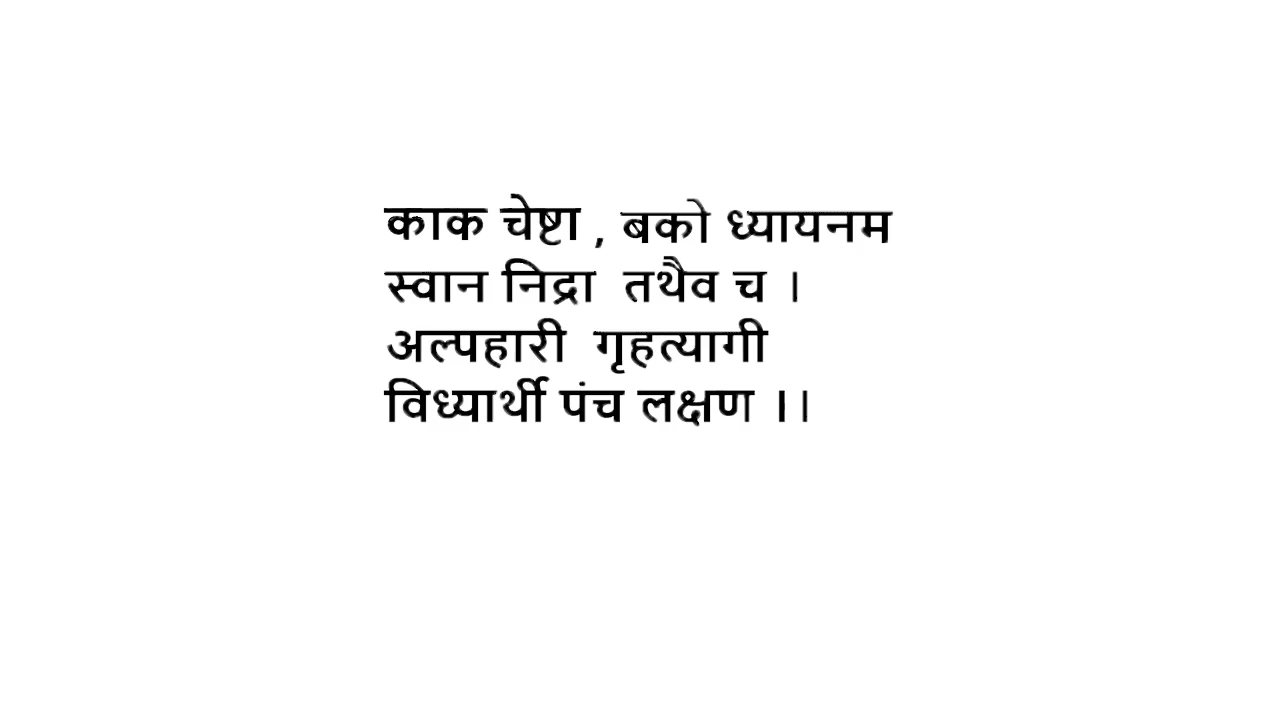 काक चेष्टा , बको ध्यायनम
स्वान निद्रा तथैव च ।
अल्पहारी गृहत्यागी
विध्यार्थी पंच लक्षण ।।